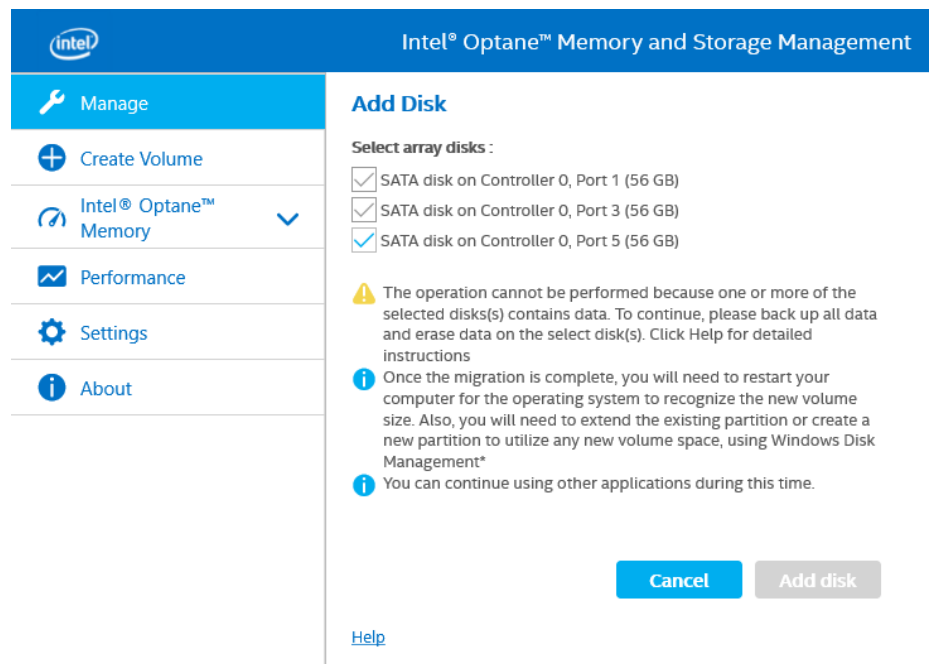 intel
Intel® Optane™ Memory and Storage Management
Manage
Create Volume
Intel® Optane™
Memory
Performance
Settings
About
Add Disk
Select array disks :
SATA disk on Controller 0, Port 1 (56 GB)
SATA disk on Controller 0, Port 3 (56 GB)
SATA disk on Controller 0, Port 5 (56 GB)
The operation cannot be performed because one or more of the
selected disks(s) contains data. To continue, please back up all data
and erase data on the select disk(s). Click Help for detailed
instructions
Once the migration is complete, you will need to restart your
computer for the operating system to recognize the new volume
size. Also, you will need to extend the existing partition or create a
new partition to utilize any new volume space, using Windows Disk
Management*
You can continue using other applications during this time.
Cancel
Add disk
Help